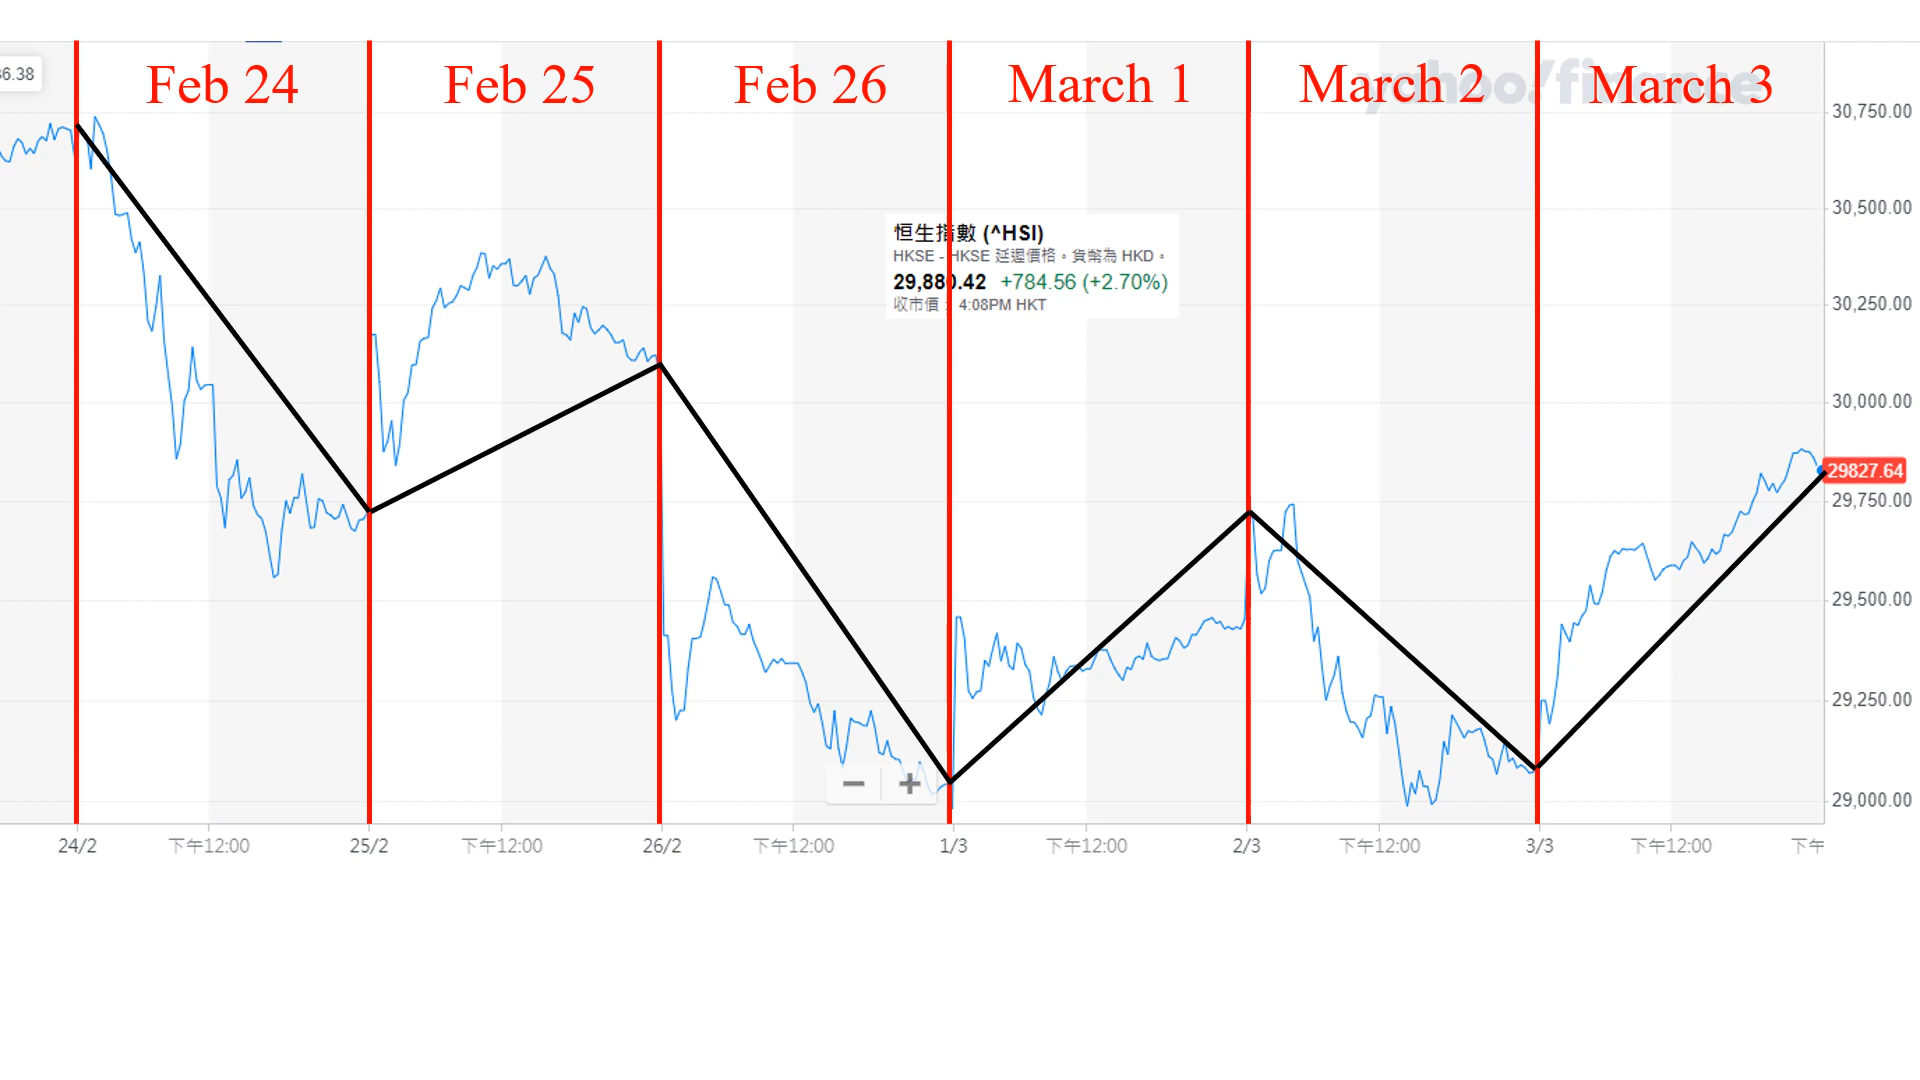 Feb 24
Feb 25
Feb 26
March 1
March 2
March 3
yahoo!finance
36.38
30,750.00
30,500.00
30,250.00
30,000.00
29827.64
29,750.00
29,500.00
29,250.00
29,000.00
恒生指數 (^HSI)
HKSE - HKSE 延遲價格。貨幣為 HKD。
29,880.42 +784.56 (+2.70%)
收市價：4:08PM HKT
24/2 下午12:00 25/2 下午12:00 26/2 下午12:00 1/3 下午12:00 2/3 下午12:00 3/3 下午12:00 下午